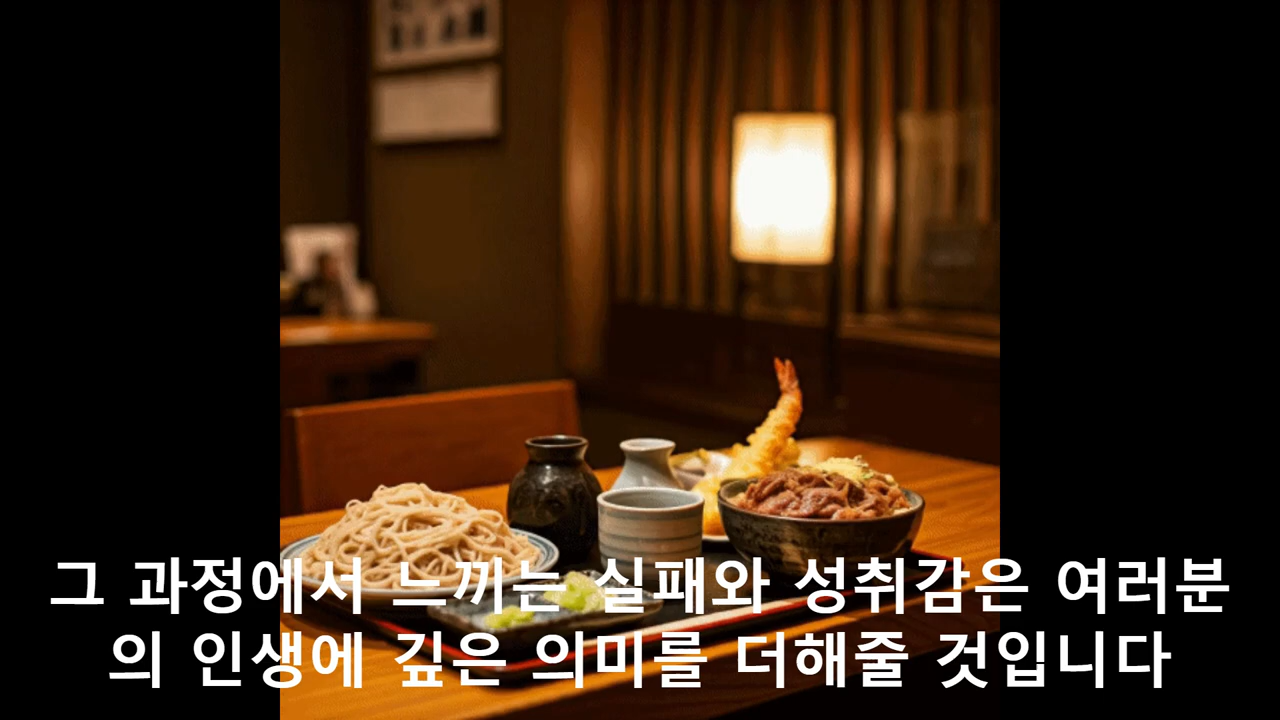 그 과정에서 느끼는 실패와 성취감은 여러분
의 인생에 깊은 의미를 더해줄 것입니다